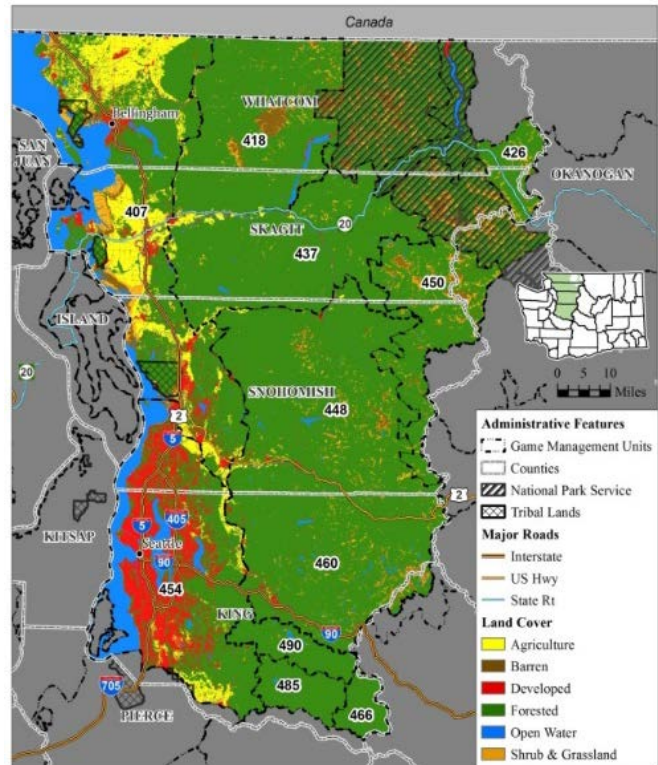 Canada
WHATCOM
Bellingham
418
426
SAN
JUAN
OKANOGAN
407
20
SKAGIT
437
450
ISLAND
20
0 5 10
Miles
SNOHOMISH
448
2
5
2
KITSAP
5
405
Seattle
90
460
454
KING
90
490
485
466
705
PIERCE
Administrative Features
Game Management Units
Counties
National Park Service
Tribal Lands
Major Roads
Interstate
US Hwy
State Rt
Land Cover
Agriculture
Barren
Developed
Forested
Open Water
Shrub & Grassland